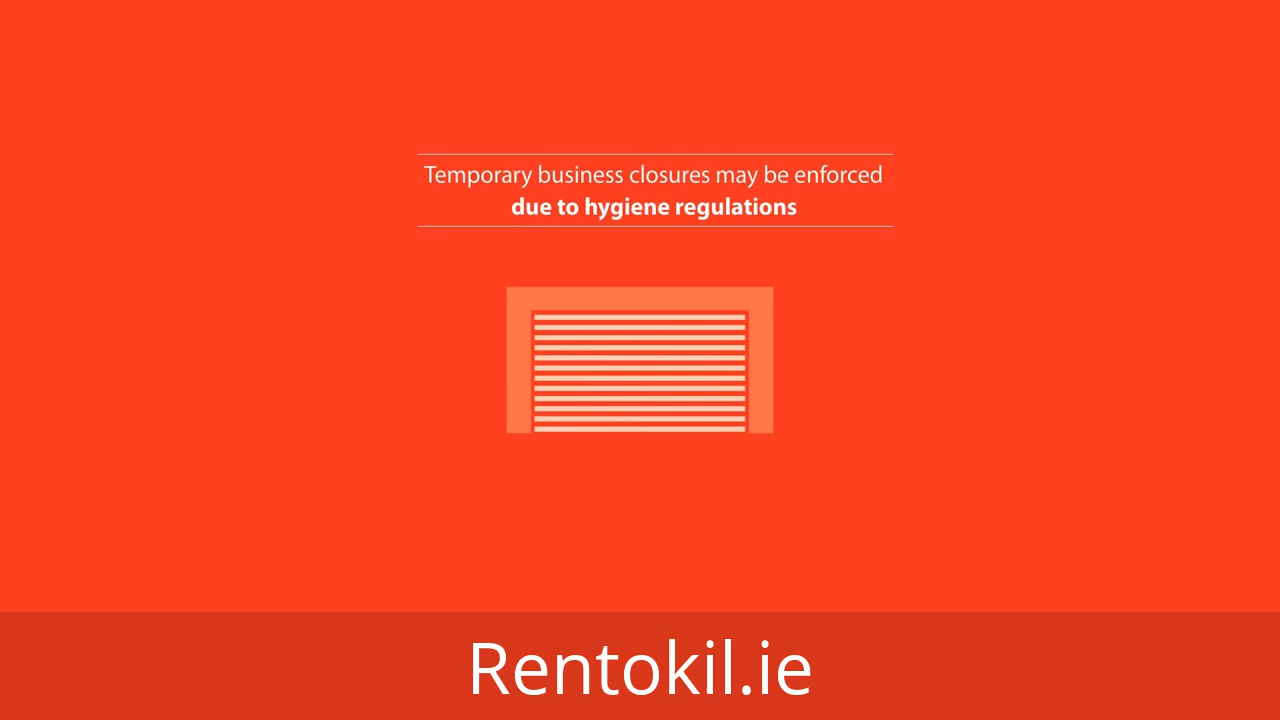 Temporary business closures may be enforced
due to hygiene regulations
Rentokil.ie